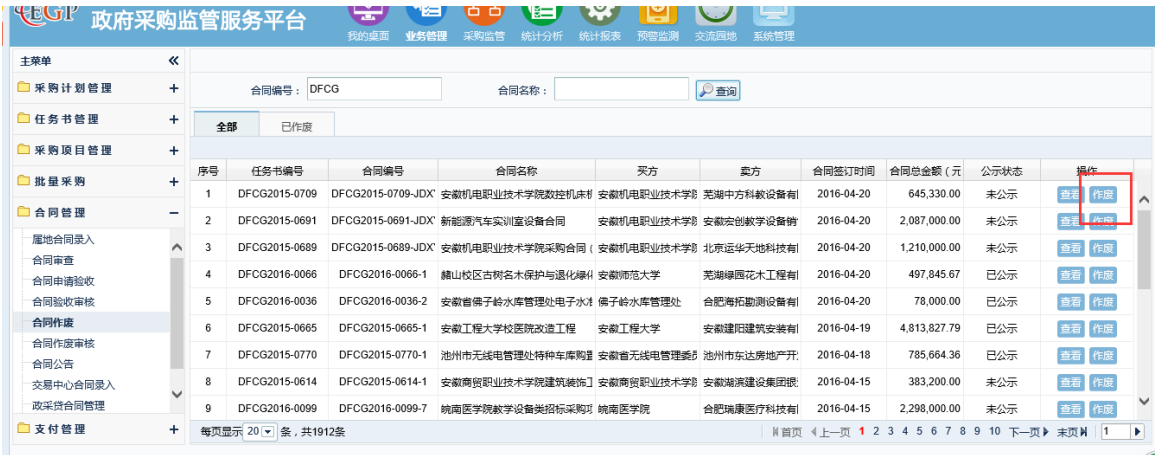 CEGP 政府采购监管服务平台
我的桌面 业务管理 采购监管 统计分析 统计报表 预警监测 交流园地 系统管理
主菜单 «
采购计划管理 +
合同编号： DFCG 合同名称： 查询
任务书管理 +
全部 已作废
采购项目管理 +
序号 任务书编号 合同编号 合同名称 买方 卖方 合同签订时间 合同总金额（元 公示状态 操作
批量采购 +
1 DFCG2015-0709 DFCG2015-0709-JDX 安徽机电职业技术学院数控机床 安徽机电职业技术学院 芜湖中方科教设备有 2016-04-20 645,330.00 未公示 查看 作废
合同管理 −
2 DFCG2015-0691 DFCG2015-0691-JDX 新能源汽车实训室设备合同 安徽机电职业技术学院 安徽宏创教学设备销 2016-04-20 2,087,000.00 未公示 查看 作废
属地合同录入
3 DFCG2015-0689 DFCG2015-0689-JDX 安徽机电职业技术学院采购合同（ 安徽机电职业技术学院 北京运华天地科技有 2016-04-20 1,210,000.00 未公示 查看 作废
合同审查
4 DFCG2016-0066 DFCG2016-0066-1 赭山校区古树名木保护与退化绿 安徽师范大学 芜湖绿园花木工程有 2016-04-20 497,845.67 已公示 查看 作废
合同申请验收
合同验收审核
5 DFCG2016-0036 DFCG2016-0036-2 安徽省佛子岭水库管理处电子水 佛子岭水库管理处 合肥海拓勘测设备有 2016-04-20 78,000.00 已公示 查看 作废
合同作废
6 DFCG2015-0665 DFCG2015-0665-1 安徽工程大学校医院改造工程 安徽工程大学 安徽建阳建筑安装有 2016-04-19 4,813,827.79 已公示 查看 作废
合同作废审核
7 DFCG2015-0770 DFCG2015-0770-1 池州市无线电管理处特种车库购置 安徽省无线电管理委员 池州市东达房地产开 2016-04-18 785,664.36 已公示 查看 作废
合同公告
8 DFCG2015-0614 DFCG2015-0614-1 安徽商贸职业技术学院建筑装饰工 安徽商贸职业技术学院 安徽湖滨建设集团银 2016-04-15 383,200.00 未公示 查看 作废
交易中心合同录入
9 DFCG2016-0099 DFCG2016-0099-7 皖南医学院教学设备类招标采购项 皖南医学院 合肥瑞康医疗科技有 2016-04-15 2,298,000.00 未公示 查看 作废
政采贷合同管理
支付管理 +
每页显示 20 条，共1912条 首页 上一页 1 2 3 4 5 6 7 8 9 10 下一页 末页 1